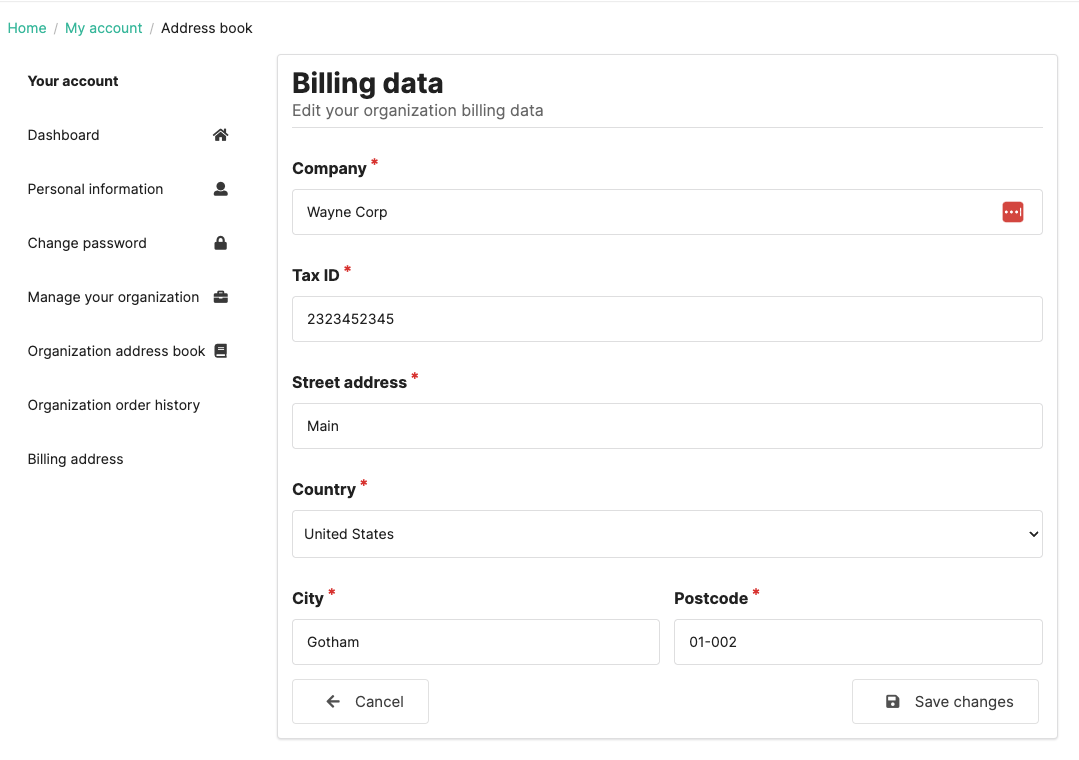 Home / My account / Address book
Your account
Dashboard
Personal information
Change password
Manage your organization
Organization address book
Organization order history
Billing address
Billing data
Edit your organization billing data
Company *
Wayne Corp
Tax ID *
2323452345
Street address *
Main
Country *
United States
City *
Gotham
Postcode *
01-002
Cancel
Save changes